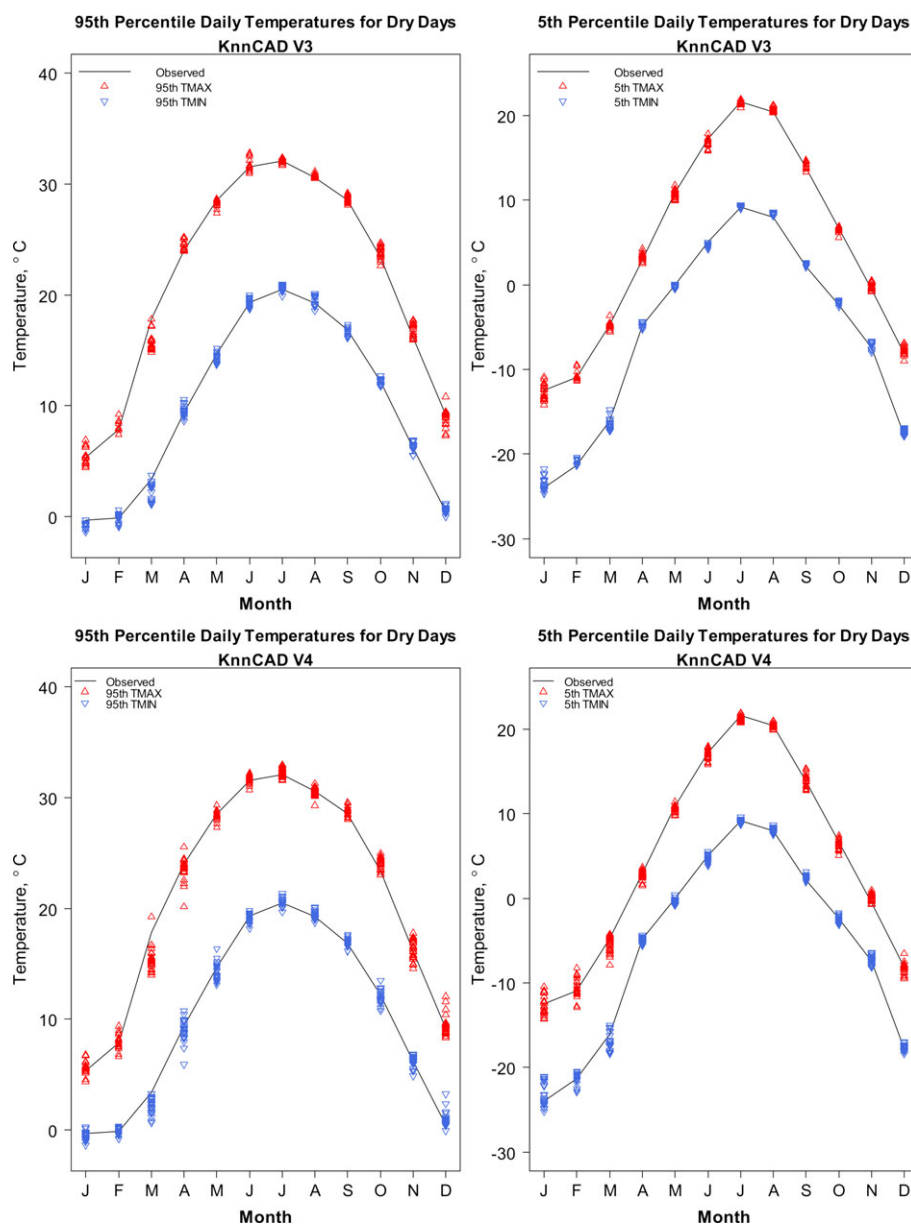 95th Percentile Daily Temperatures for Dry Days
KnnCAD V3
Observed
95th TMAX
95th TMIN
Temperature, ° C
40
30
20
10
0
J F M A M J J A S O N D
Month
5th Percentile Daily Temperatures for Dry Days
KnnCAD V3
Observed
5th TMAX
5th TMIN
Temperature, ° C
20
10
0
-10
-20
-30
J F M A M J J A S O N D
Month
95th Percentile Daily Temperatures for Dry Days
KnnCAD V4
Observed
95th TMAX
95th TMIN
Temperature, ° C
40
30
20
10
0
J F M A M J J A S O N D
Month
5th Percentile Daily Temperatures for Dry Days
KnnCAD V4
Observed
5th TMAX
5th TMIN
Temperature, ° C
20
10
0
-10
-20
-30
J F M A M J J A S O N D
Month